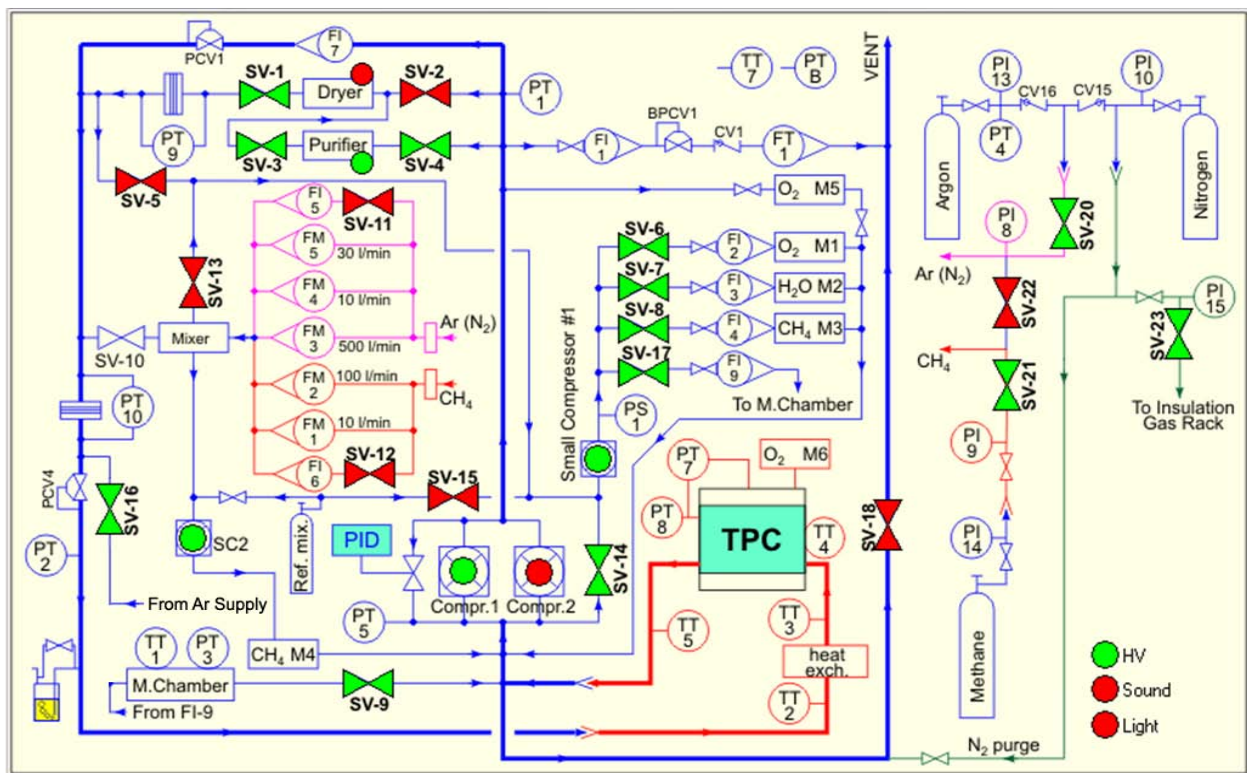 PCV1
FI 7
SV-1
Dryer
SV-2
PT 1
TT 7
PT B
VENT
PI 13
CV16
CV15
PI 10
PT 9
SV-3
Purifier
SV-4
FI 1
BPCV1
CV1
FT 1
PT 4
Argon
Nitrogen
SV-5
FI 5
SV-11
O2 M5
SV-20
PI 8
SV-6
FI 2
O2 M1
FM 5
30 l/min
Ar (N2)
SV-13
SV-7
FI 3
H2O M2
FM 4
10 l/min
SV-22
PI 15
SV-8
FI 4
CH4 M3
SV-23
SV-10
Mixer
FM 3
500 l/min
Ar (N2)
SV-17
FI 9
CH4
SV-21
FM 2
100 l/min
CH4
To M.Chamber
To Insulation
Gas Rack
PT 10
PS 1
FM 1
10 l/min
Small Compressor #1
PI 9
PCV4
FI 6
SV-12
SV-15
PT 7
O2 M6
SV-16
PT 8
TPC
TT 4
SV-18
SC2
Ref. mix.
PID
SV-14
PI 14
PT 2
From Ar Supply
Compr.1
Compr.2
PT 5
TT 5
TT 3
TT 1
PT 3
CH4 M4
heat
exch.
HV
M.Chamber
SV-9
Methane
Sound
From FI-9
TT 2
Light
N2 purge